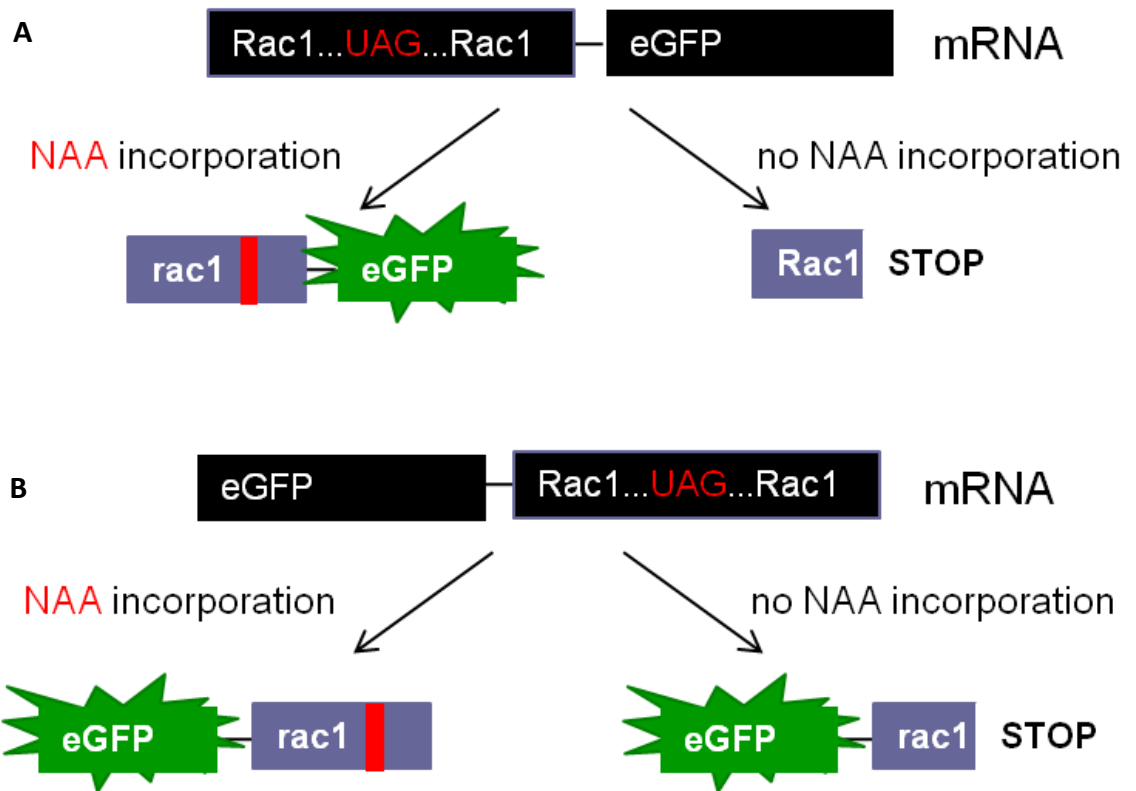 A
Rac1...UAG...Rac1 eGFP mRNA
NAA incorporation no NAA incorporation
rac1 eGFP Rac1 STOP
B
eGFP Rac1...UAG...Rac1 mRNA
NAA incorporation no NAA incorporation
eGFP rac1 eGFP rac1 STOP